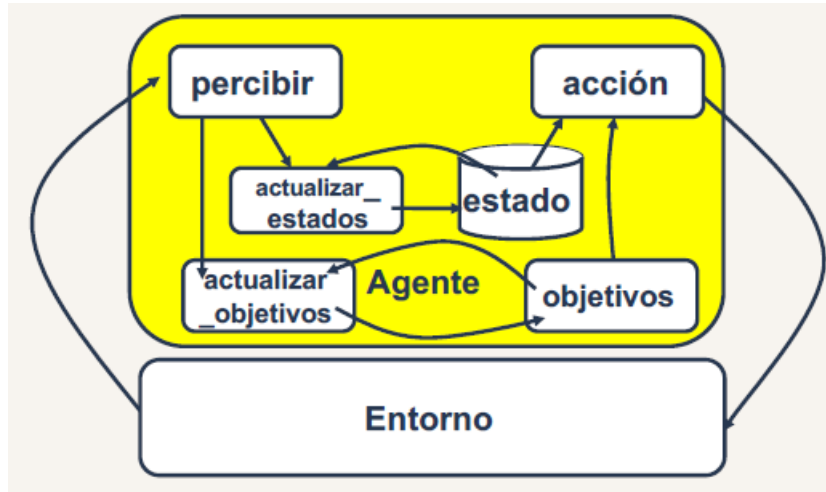 percibir
acción
actualizar_
estados
estado
actualizar
_objetivos
Agente
objetivos
Entorno